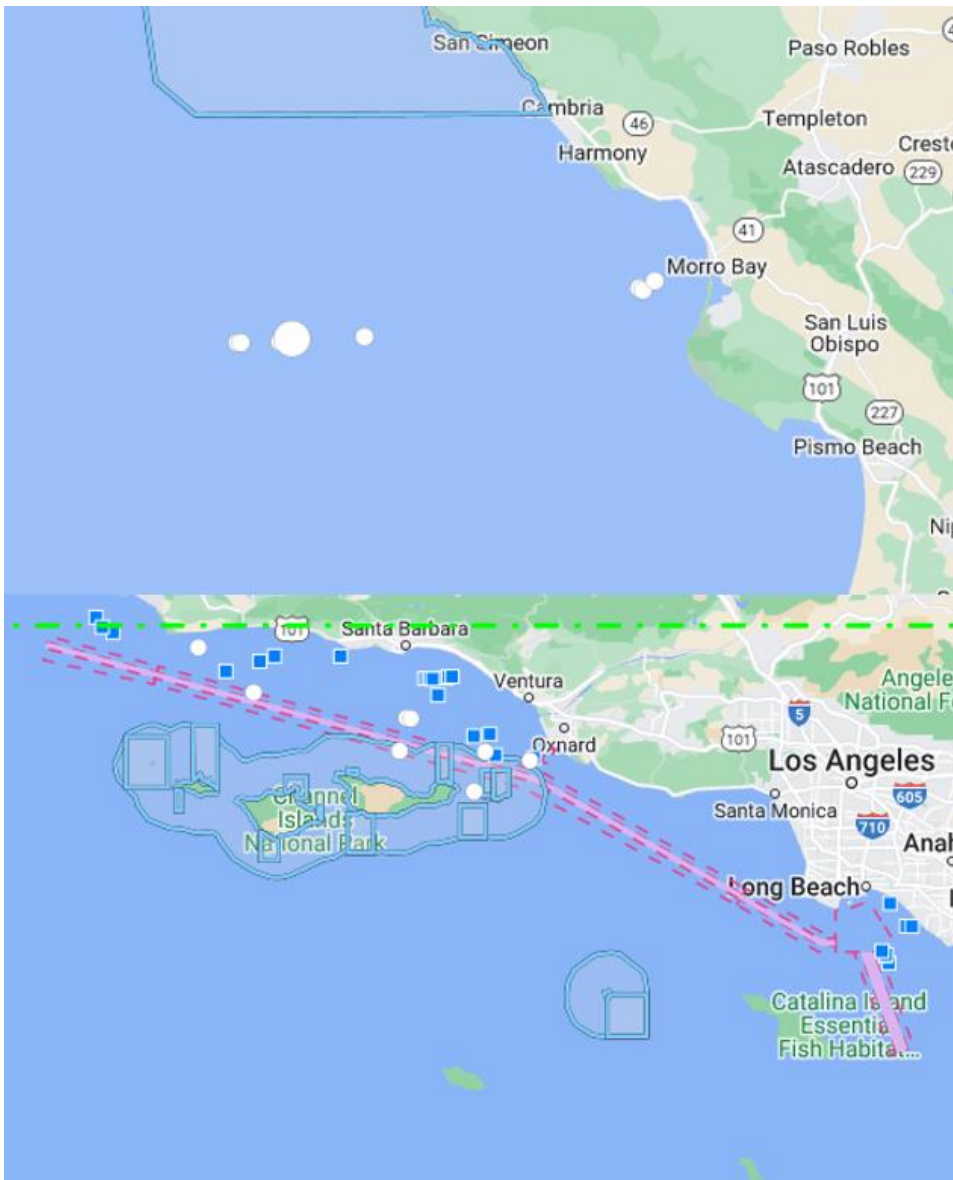 San Simeon
Paso Robles
Cambria
46
Templeton
Harmony
Atascadero
229
41
Morro Bay
San Luis
Obispo
101
227
Pismo Beach
101
Santa Barbara
Ventura
Oxnard
5
101
Los Angeles
605
Santa Monica
710
Channel
Islands
National Park
Long Beach
Catalina Island
Essential
Fish Habitat...